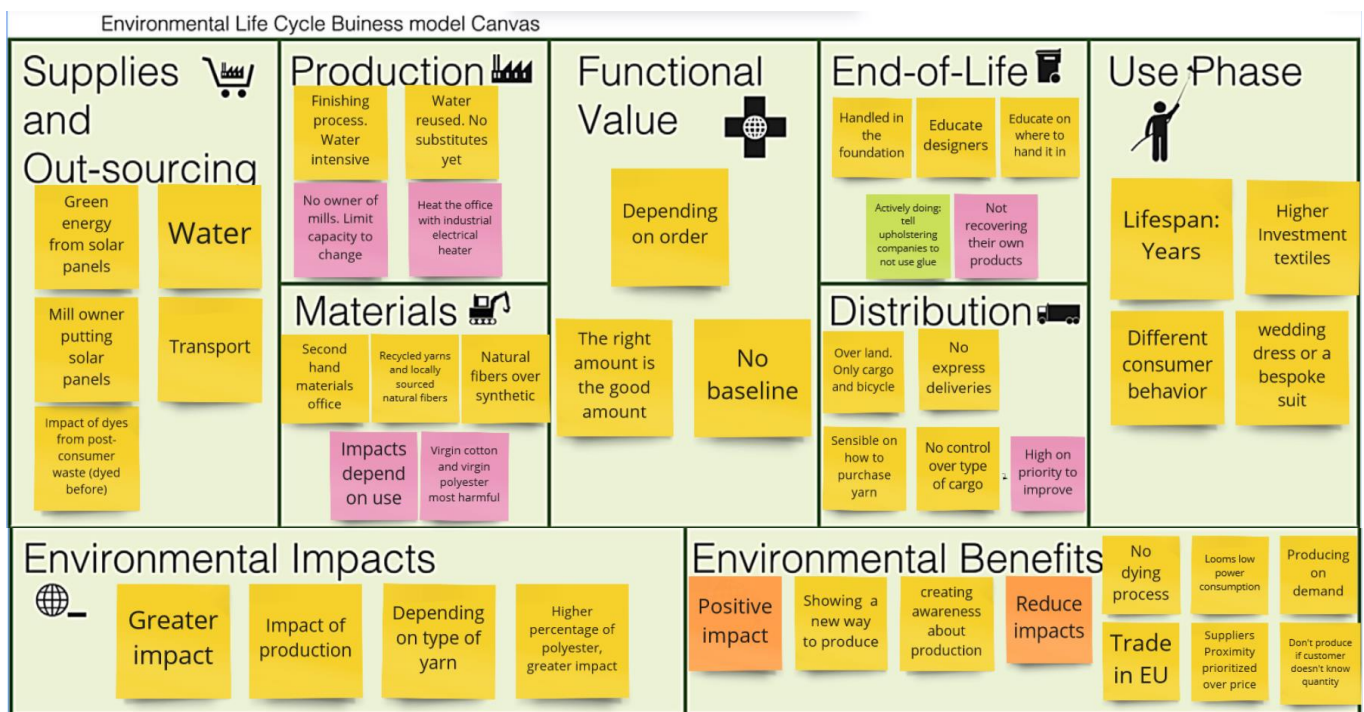 Environmental Life Cycle Buiness model Canvas
Supplies
and
Out-sourcing
Green
energy
from solar
panels
Water
Mill owner
putting
solar
panels
Transport
Impact of dyes
from post-
consumer
waste (dyed
before)
Production
Finishing
process.
Water
intensive
Water
reused. No
substitutes
yet
No owner of
mills. Limit
capacity to
change
Heat the office
with industrial
electrical
heater
Materials
Second
hand
materials
office
Recycled yarns
and locally
sourced
natural fibers
Natural
fibers over
synthetic
Impacts
depend
on use
Virgin cotton
and virgin
polyester
most harmful
Functional
Value
Depending
on order
The right
amount is
the good
amount
No
baseline
End-of-Life
Handled in
the
foundation
Educate
designers
Educate on
where to
hand it in
Actively doing:
tell
upholstering
companies to
not use glue
Not
recovering
their own
products
Distribution
Over land.
Only cargo
and bicycle
No
express
deliveries
Sensible on
how to
purchase
yarn
No control
over type
of cargo
High on
priority to
improve
Use Phase
Lifespan:
Years
Higher
Investment
textiles
Different
consumer
behavior
wedding
dress or a
bespoke
suit
Environmental Impacts
Greater
impact
Impact of
production
Depending
on type of
yarn
Higher
percentage of
polyester,
greater impact
Environmental Benefits
Positive
impact
Showing a
new way
to produce
creating
awareness
about
production
Reduce
impacts
No
dying
process
Looms low
power
consumption
Producing
on
demand
Trade
in EU
Suppliers
Proximity
prioritized
over price
Don't produce
if customer
doesn't know
quantity